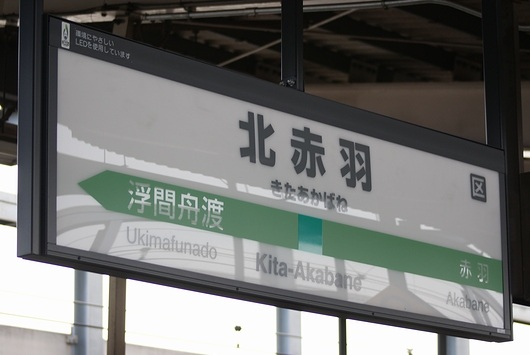 環境にやさしい
LEDを使用しています
北赤羽
区
きたあかばね
浮間舟渡
赤羽
Ukimafunado
Kita-Akabane
Akabane